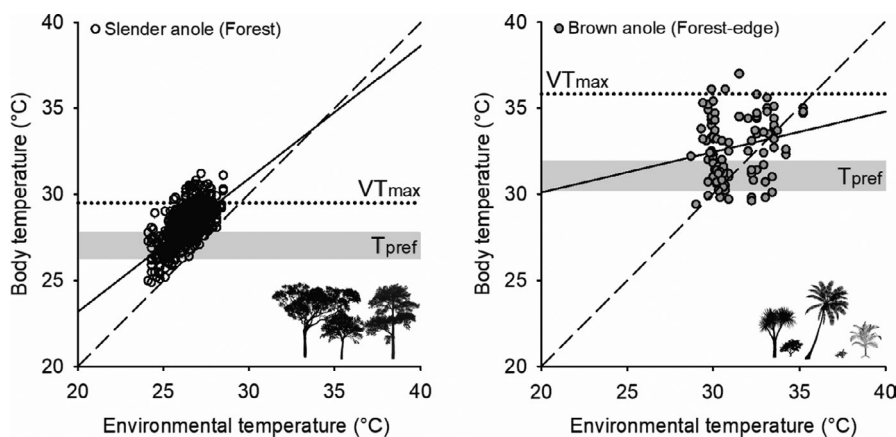 Slender anole (Forest)
40
35
30
25
20
VTmax
Tpref
Body temperature (°C)
20
25
30
35
40
Environmental temperature (°C)
Brown anole (Forest-edge)
40
35
30
25
20
VTmax
Tpref
Body temperature (°C)
20
25
30
35
40
Environmental temperature (°C)